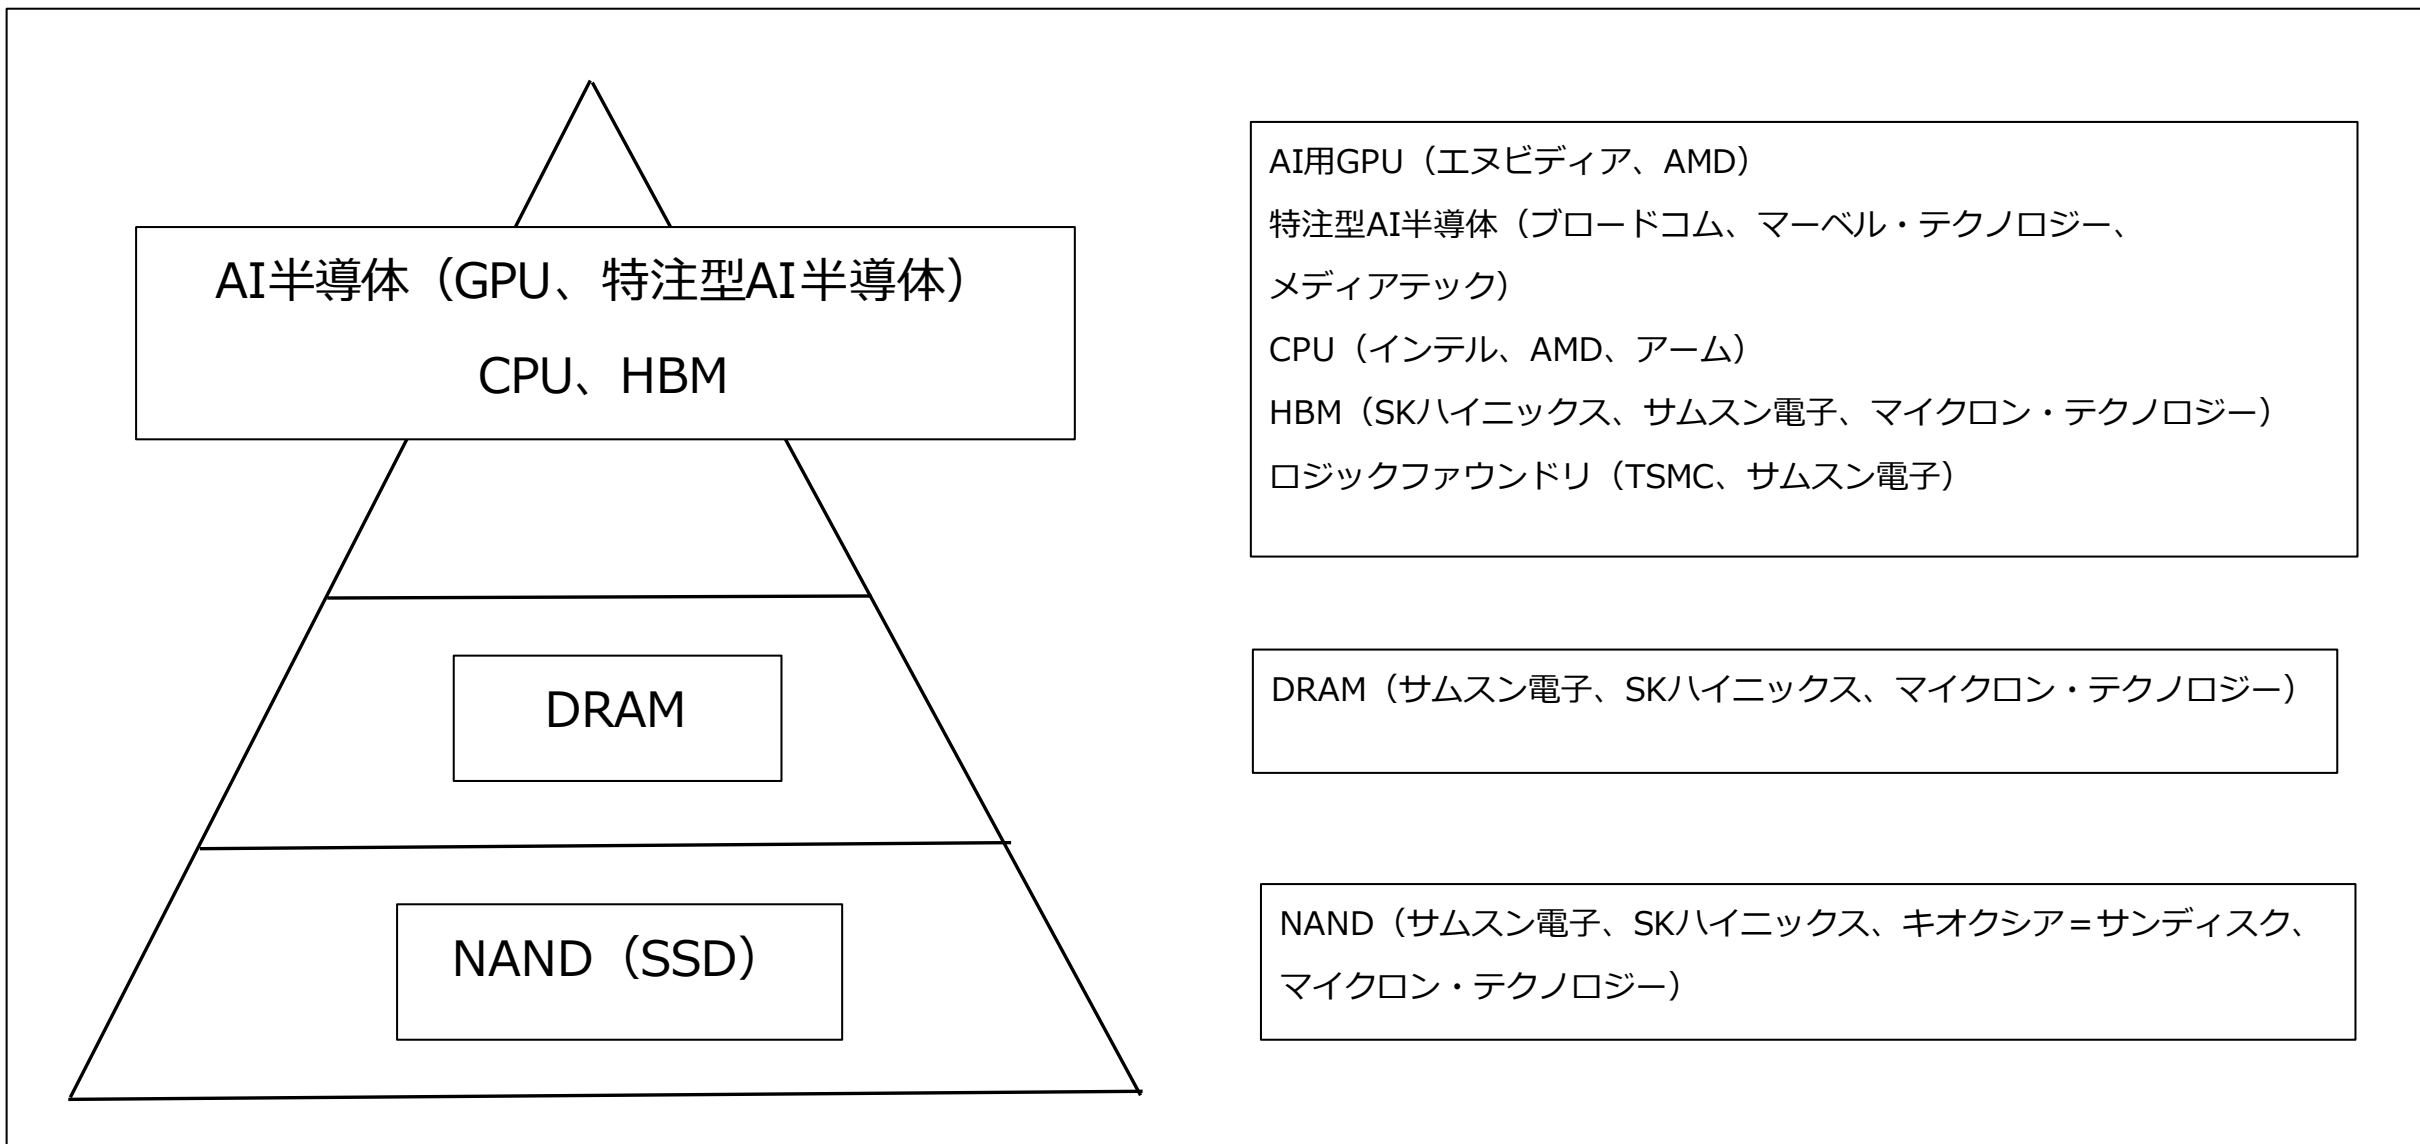 AI半導体（GPU、特注型AI半導体）
CPU、HBM
AI用GPU（エヌビディア、AMD）
特注型AI半導体（ブロードコム、マーベル・テクノロジー、
メディアテック）
CPU（インテル、AMD、アーム）
HBM（SKハイニックス、サムスン電子、マイクロン・テクノロジー）
ロジックファウンドリ（TSMC、サムスン電子）
DRAM
DRAM（サムスン電子、SKハイニックス、マイクロン・テクノロジー）
NAND（SSD）
NAND（サムスン電子、SKハイニックス、キオクシア＝サンディスク、
マイクロン・テクノロジー）